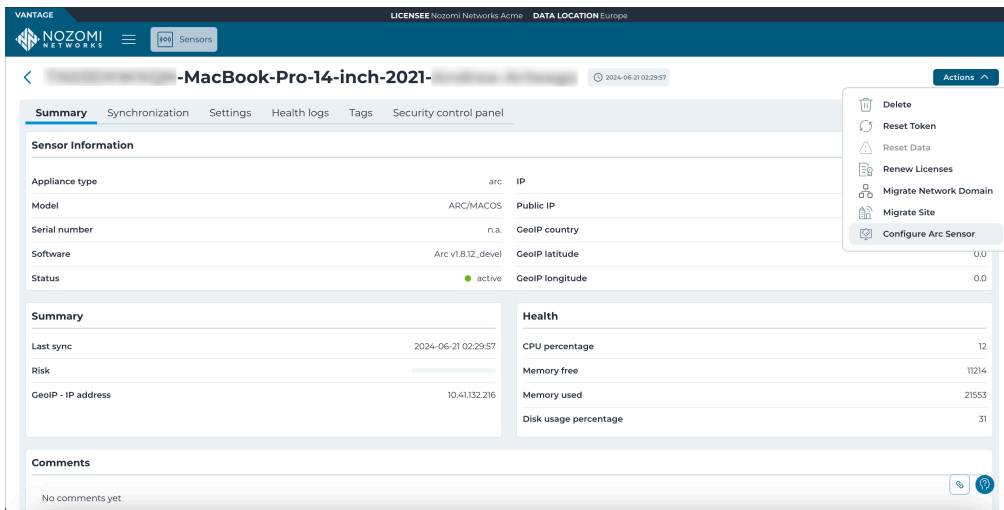 VANTAGE
LICENSEE Nozomi Networks Acme DATA LOCATION Europe
NOZOMI
NETWORKS
Sensors
-MacBook-Pro-14-inch-2021-
2024-06-21 02:29:57
Actions
Delete
Reset Token
Reset Data
Renew Licenses
Migrate Network Domain
Migrate Site
Configure Arc Sensor
Summary Synchronization Settings Health logs Tags Security control panel
Sensor Information
Appliance type arc IP
Model ARC/MACOS Public IP
Serial number n.a. GeoIP country
Software Arc v1.8.12_devel GeoIP latitude 0.0
Status active GeoIP longitude 0.0
Summary
Last sync 2024-06-21 02:29:57
Risk
GeoIP - IP address 10.41.132.216
Health
CPU percentage 12
Memory free 11214
Memory used 21553
Disk usage percentage 31
Comments
No comments yet